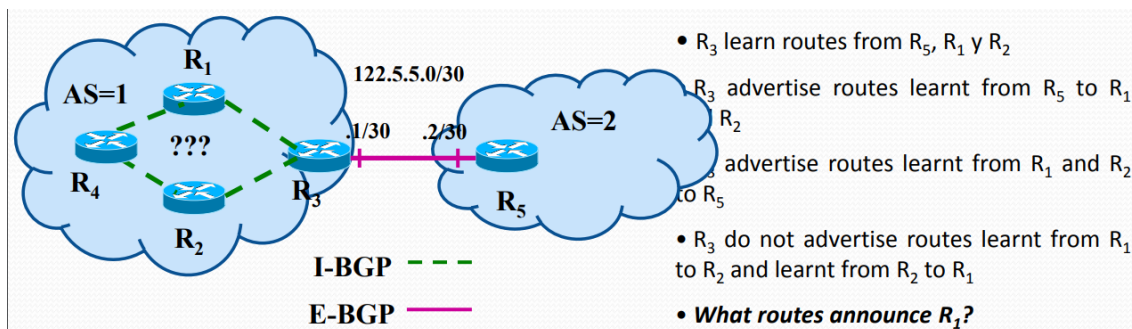 R1
AS=1
122.5.5.0/30
.1/30
.2/30
AS=2
???
R4
R3
R5
R2
I-BGP
E-BGP
• R3 learn routes from R5, R1 y R2
R3 advertise routes learnt from R5 to R1
R2
advertise routes learnt from R1 and R2
to R5
• R3 do not advertise routes learnt from R1
to R2 and learnt from R2 to R1
• What routes announce R1?